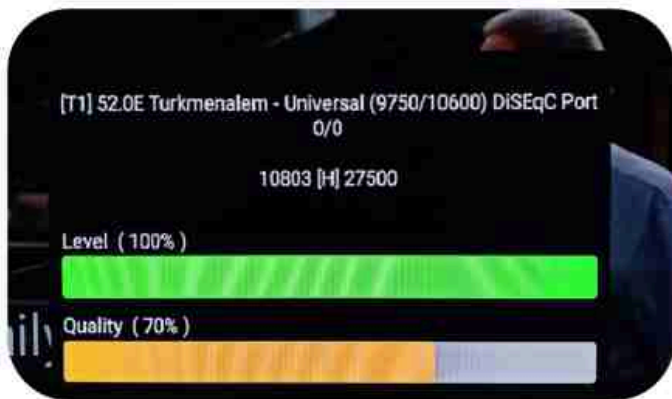 [T1] 52.0E Turkmenalem - Universal (9750/10600) DiSEqC Port
0/0
10803 [H] 27500
Level ( 100% )
Quality ( 70% )